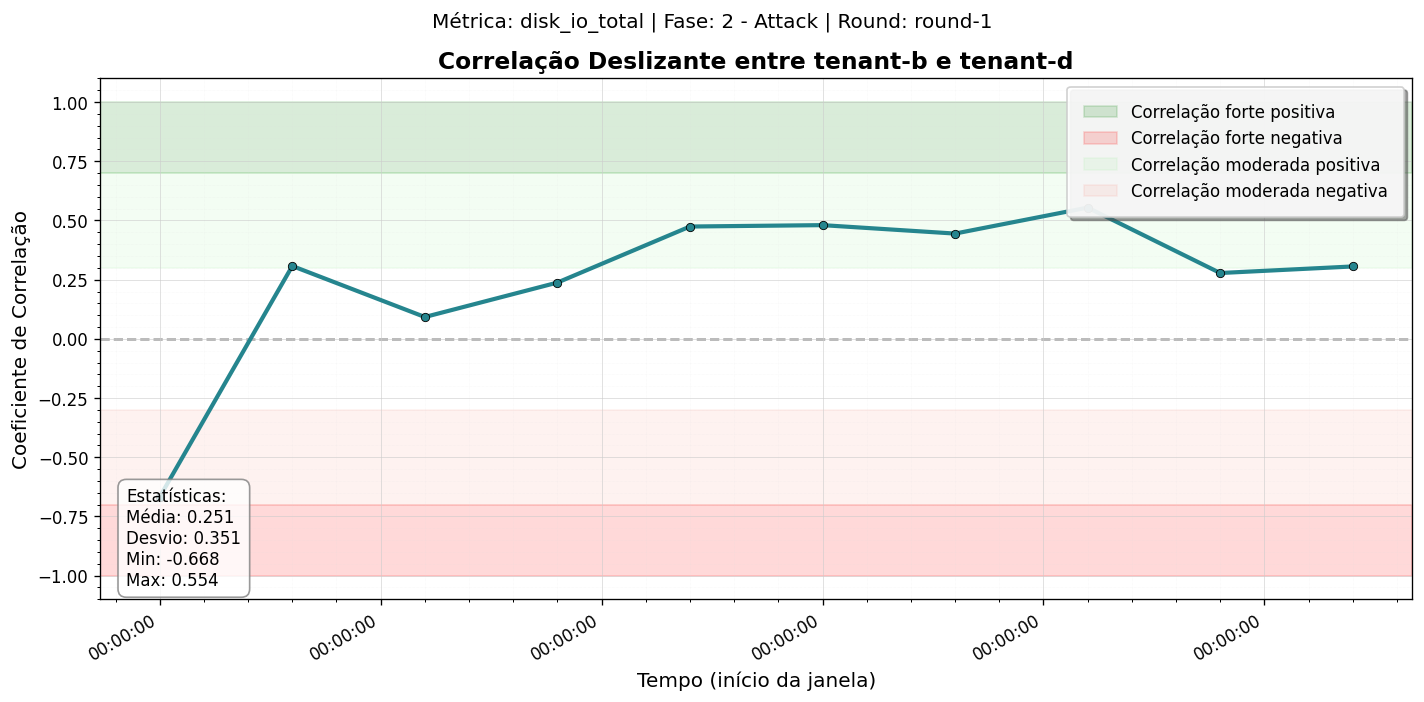 Métrica: disk_io_total | Fase: 2 - Attack | Round: round-1
Correlação Deslizante entre tenant-b e tenant-d
Correlação forte positiva
Correlação forte negativa
Correlação moderada positiva
Correlação moderada negativa
Coeficiente de Correlação
1.00
0.75
0.50
0.25
0.00
−0.25
−0.50
−0.75
−1.00
Estatísticas:
Média: 0.251
Desvio: 0.351
Min: -0.668
Max: 0.554
00:00:00
00:00:00
00:00:00
00:00:00
00:00:00
00:00:00
Tempo (início da janela)